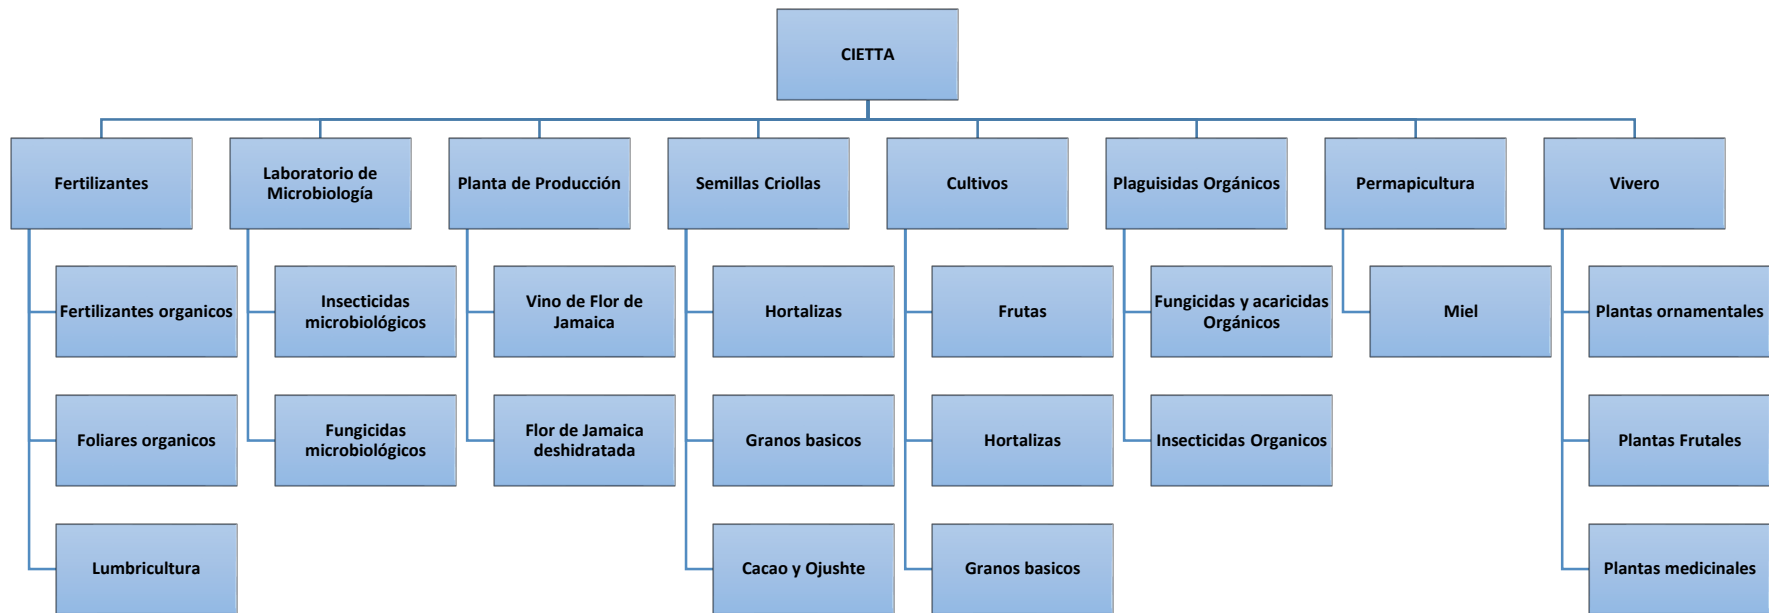 CIETTA
Fertilizantes
Laboratorio de
Microbiología
Planta de Producción
Semillas Criollas
Cultivos
Plaguisidas Orgánicos
Permapicultura
Vivero
Fertilizantes organicos
Insecticidas
microbiológicos
Vino de Flor de
Jamaica
Hortalizas
Frutas
Fungicidas y acaricidas
Orgánicos
Miel
Plantas ornamentales
Foliares organicos
Fungicidas
microbiológicos
Flor de Jamaica
deshidratada
Granos basicos
Hortalizas
Insecticidas Organicos
Plantas Frutales
Lumbricultura
Cacao y Ojushte
Granos basicos
Plantas medicinales